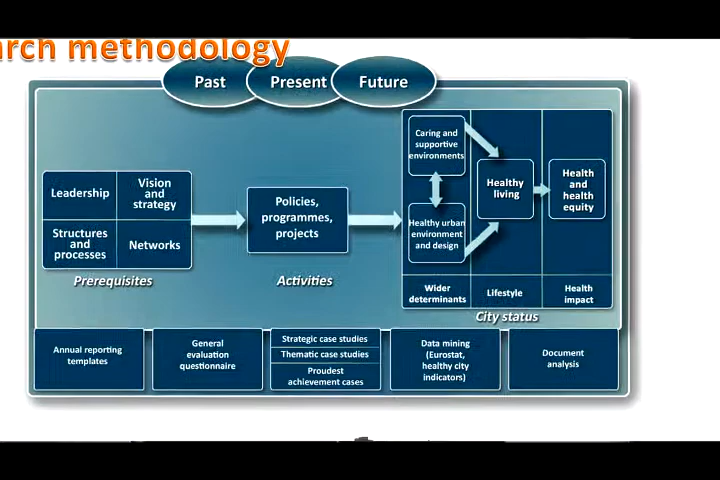 arch methodology
Past
Present
Future
Leadership
Vision
and
strategy
Structures
and
processes
Networks
Prerequisites
Policies,
programmes,
projects
Activities
Caring and
supportive
environments
Healthy urban
environment
and design
Healthy
living
Health
and
health
equity
Wider
determinants
Lifestyle
Health
impact
City status
Annual reporting
templates
General
evaluation
questionnaire
Strategic case studies
Thematic case studies
Proudest
achievement cases
Data mining
(Eurostat,
healthy city
indicators)
Document
analysis